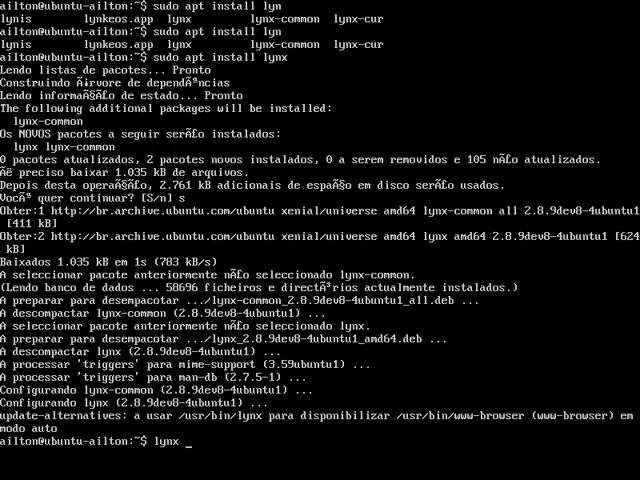 ailton@ubuntu-ailton:~$ sudo apt install lyn
lynis        lynkeos.app  lynx         lynx-common  lynx-cur
ailton@ubuntu-ailton:~$ sudo apt install lyn
lynis        lynkeos.app  lynx         lynx-common  lynx-cur
ailton@ubuntu-ailton:~$ sudo apt install lynx
Lendo listas de pacotes... Pronto
Construindo Ã¡rvore de dependÃªncias
Lendo informaÃ§Ã£o de estado... Pronto
The following additional packages will be installed:
  lynx-common
Os NOVOS pacotes a seguir serÃ£o instalados:
  lynx lynx-common
0 pacotes atualizados, 2 pacotes novos instalados, 0 a serem removidos e 105 nÃ£o atualizados.
Ãë preciso baixar 1.035 kB de arquivos.
Depois desta operaÃ§Ã£o, 2.761 kB adicionais de espaÃ§o em disco serÃ£o usados.
VocÃª quer continuar? [S/n] s
Obter:1 http://br.archive.ubuntu.com/ubuntu xenial/universe amd64 lynx-common all 2.8.9dev8-4ubuntu1
 [411 kB]
Obter:2 http://br.archive.ubuntu.com/ubuntu xenial/universe amd64 lynx amd64 2.8.9dev8-4ubuntu1 [624
 kB]
Baixados 1.035 kB em 1s (783 kB/s)
A seleccionar pacote anteriormente nÃ£o seleccionado lynx-common.
(Lendo banco de dados ... 58696 ficheiros e directÃ³rios actualmente instalados.)
A preparar para desempacotar .../lynx-common_2.8.9dev8-4ubuntu1_all.deb ...
A descompactar lynx-common (2.8.9dev8-4ubuntu1) ...
A seleccionar pacote anteriormente nÃ£o seleccionado lynx.
A preparar para desempacotar .../lynx_2.8.9dev8-4ubuntu1_amd64.deb ...
A descompactar lynx (2.8.9dev8-4ubuntu1) ...
A processar 'triggers' para mime-support (3.59ubuntu1) ...
A processar 'triggers' para man-db (2.7.5-1) ...
Configurando lynx-common (2.8.9dev8-4ubuntu1) ...
Configurando lynx (2.8.9dev8-4ubuntu1) ...
update-alternatives: a usar /usr/bin/lynx para disponibilizar /usr/bin/www-browser (www-browser) em
modo auto
ailton@ubuntu-ailton:~$ lynx _